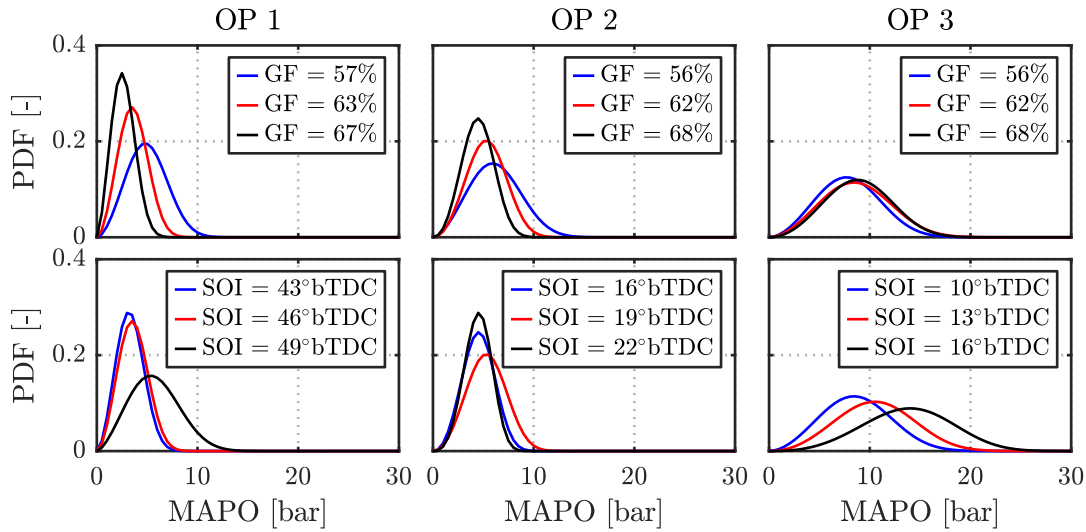 OP 1 OP 2 OP 3
0.4
0.2
0
PDF [-]
GF = 57%
GF = 63%
GF = 67%
GF = 56%
GF = 62%
GF = 68%
GF = 56%
GF = 62%
GF = 68%
0.4
0.2
0
PDF [-]
SOI = 43°bTDC
SOI = 46°bTDC
SOI = 49°bTDC
SOI = 16°bTDC
SOI = 19°bTDC
SOI = 22°bTDC
SOI = 10°bTDC
SOI = 13°bTDC
SOI = 16°bTDC
0 10 20 30 0 10 20 30 0 10 20 30
MAPO [bar] MAPO [bar] MAPO [bar]